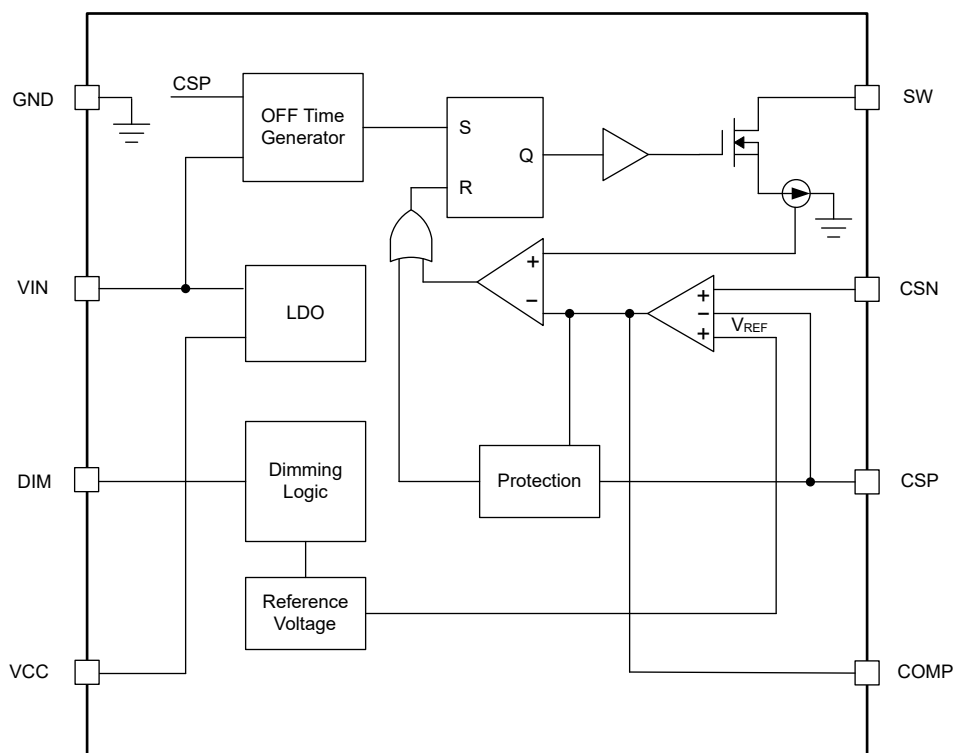 GND
CSP
OFF Time
Generator
S
Q
R
SW
VIN
LDO
+
−
+
−
+
VREF
CSN
DIM
Dimming
Logic
Protection
CSP
Reference
Voltage
VCC
COMP